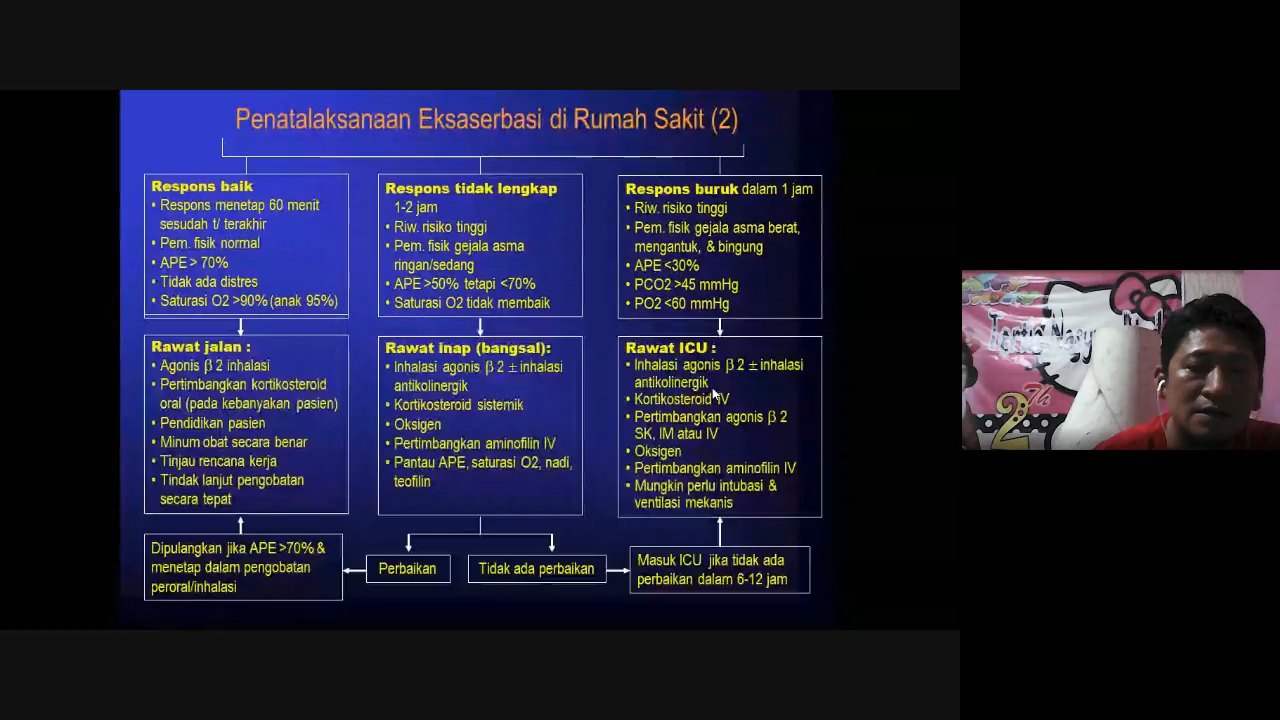 Penatalaksanaan Eksaserbasi di Rumah Sakit (2)
Respons baik
• Respons menetap 60 menit
sesudah t/ terakhir
• Pem. fisik normal
• APE > 70%
• Tidak ada distres
• Saturasi O2 >90% (anak 95%)
Respons tidak lengkap
1-2 jam
• Riw. risiko tinggi
• Pem. fisik gejala asma
ringan/sedang
• APE >50% tetapi <70%
• Saturasi O2 tidak membaik
Respons buruk dalam 1 jam
• Riw. risiko tinggi
• Pem. fisik gejala asma berat,
mengantuk, & bingung
• APE <30%
• PCO2 >45 mmHg
• PO2 <60 mmHg
Rawat jalan :
• Agonis β 2 inhalasi
• Pertimbangkan kortikosteroid
oral (pada kebanyakan pasien)
• Pendidikan pasien
• Minum obat secara benar
• Tinjau rencana kerja
• Tindak lanjut pengobatan
secara tepat
Rawat inap (bangsal):
• Inhalasi agonis β 2 ± inhalasi
antikolinergik
• Kortikosteroid sistemik
• Oksigen
• Pertimbangkan aminofilin IV
• Pantau APE, saturasi O2, nadi,
teofilin
Rawat ICU :
• Inhalasi agonis β 2 ± inhalasi
antikolinergik
• Kortikosteroid IV
• Pertimbangkan agonis β 2
SK, IM atau IV
• Oksigen
• Pertimbangkan aminofilin IV
• Mungkin perlu intubasi &
ventilasi mekanis
Dipulangkan jika APE >70% &
menetap dalam pengobatan
peroral/inhalasi
Perbaikan
Tidak ada perbaikan
Masuk ICU jika tidak ada
perbaikan dalam 6-12 jam
2Th